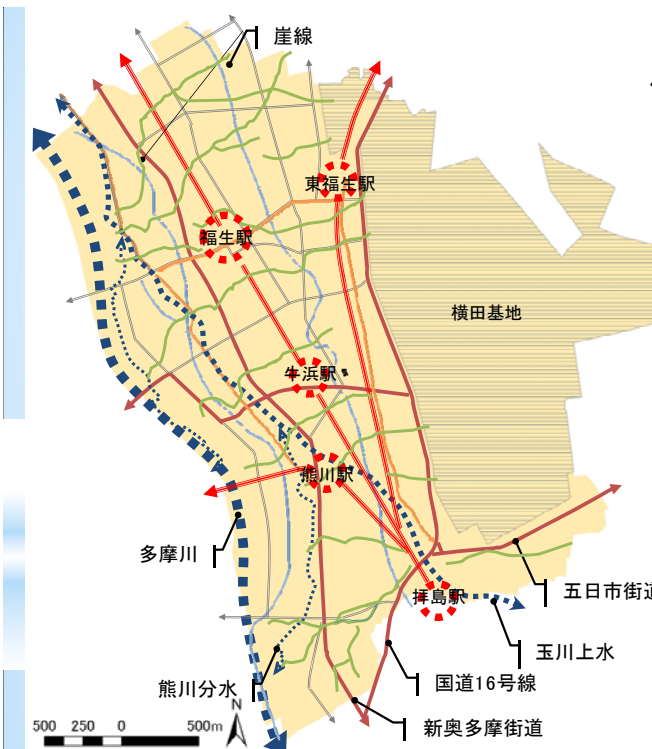 崖線
東福生駅
福生駅
横田基地
牛浜駅
熊川駅
多摩川
五日市街道
拝島駅
玉川上水
熊川分水
国道16号線
新奥多摩街道
N
500 250 0 500m